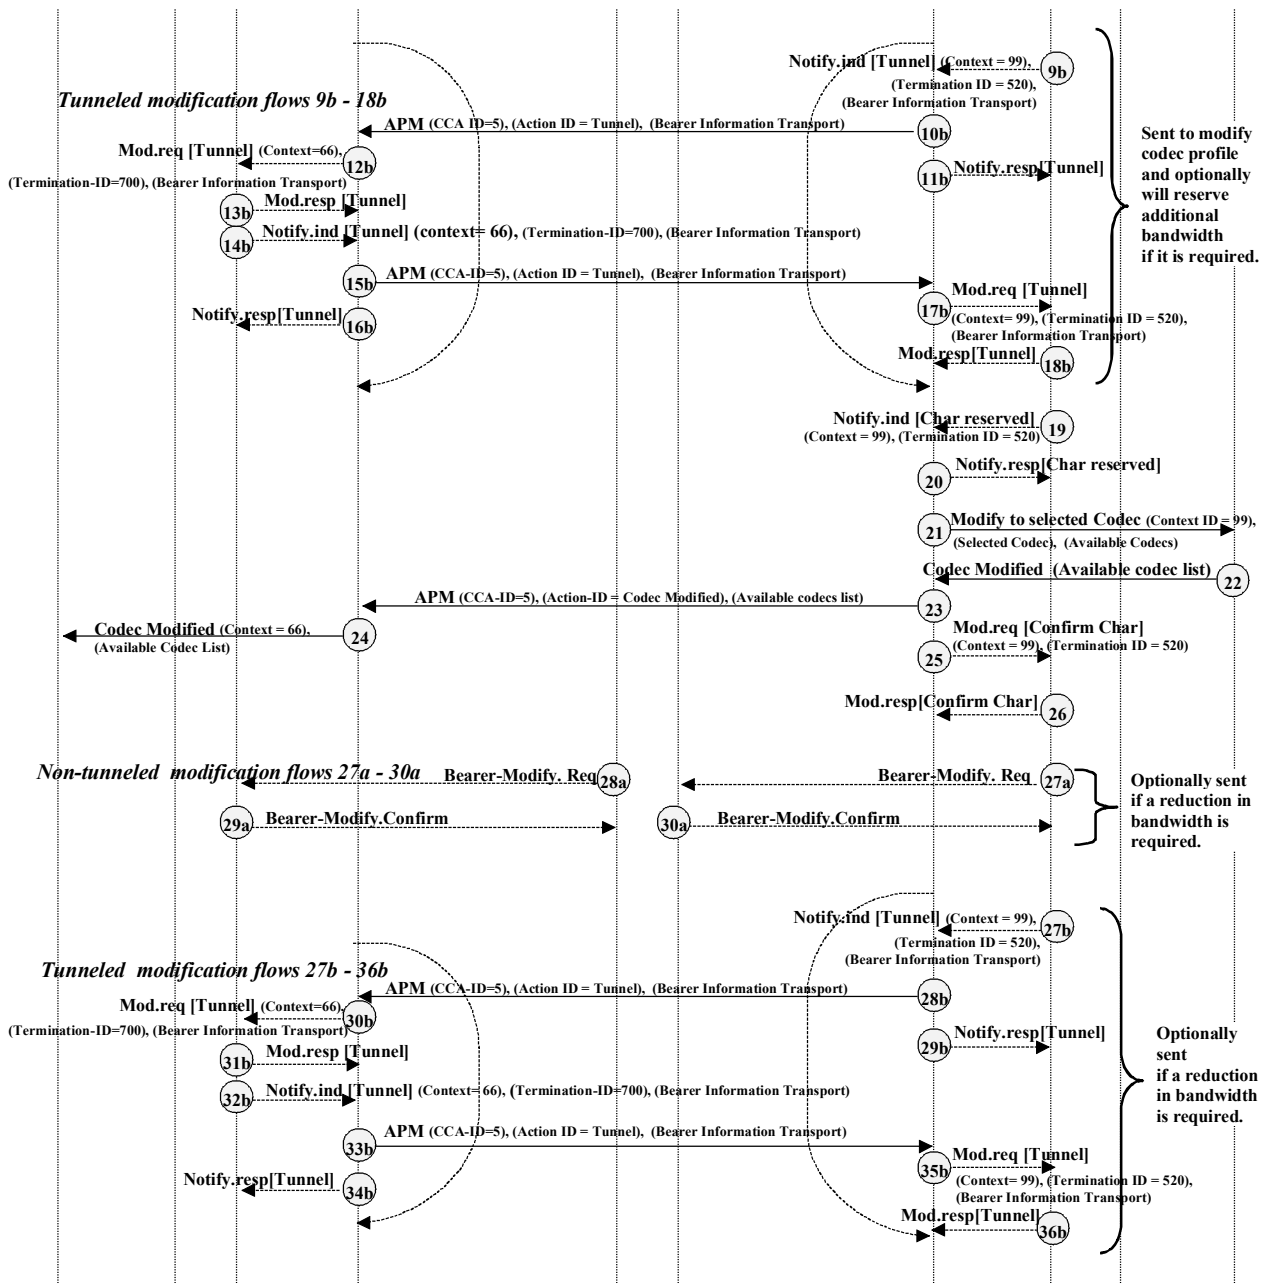 Notify.ind [Tunnel] (Context = 99),
9b
(Termination ID = 520),
(Bearer Information Transport)
Tunneled modification flows 9b - 18b
APM (CCA ID=5), (Action ID = Tunnel), (Bearer Information Transport)
10b
Sent to modify
codec profile
and optionally
will reserve
additional
bandwidth
if it is required.
Mod.req [Tunnel] (Context=66),
12b
(Termination-ID=700), (Bearer Information Transport)
11b
Notify.resp[Tunnel]
13b
Mod.resp [Tunnel]
14b
Notify.ind [Tunnel] (context= 66), (Termination-ID=700), (Bearer Information Transport)
15b
APM (CCA-ID=5), (Action ID = Tunnel), (Bearer Information Transport)
Mod.req [Tunnel]
17b
(Context= 99), (Termination ID = 520),
(Bearer Information Transport)
Notify.resp[Tunnel]
16b
Mod.resp[Tunnel]
18b
Notify.ind [Char reserved]
(Context = 99), (Termination ID = 520)
19
Notify.resp[Char reserved]
20
21
Modify to selected Codec (Context ID = 99),
(Selected Codec), (Available Codecs)
Codec Modified (Available codec list)
22
APM (CCA-ID=5), (Action-ID = Codec Modified), (Available codecs list)
23
Codec Modified (Context = 66),
(Available Codec List)
24
Mod.req [Confirm Char]
(Context = 99), (Termination ID = 520)
25
Mod.resp[Confirm Char]
26
Non-tunneled modification flows 27a - 30a
Bearer-Modify. Req
28a
Bearer-Modify. Req
27a
Optionally sent
if a reduction in
bandwidth is
required.
29a
Bearer-Modify.Confirm
30a
Bearer-Modify.Confirm
Notify.ind [Tunnel] (Context = 99),
27b
(Termination ID = 520),
(Bearer Information Transport)
Tunneled modification flows 27b - 36b
APM (CCA-ID=5), (Action ID = Tunnel), (Bearer Information Transport)
28b
Mod.req [Tunnel] (Context=66),
30b
(Termination-ID=700), (Bearer Information Transport)
29b
Notify.resp[Tunnel]
Optionally
sent
if a reduction
in bandwidth
is required.
31b
Mod.resp [Tunnel]
32b
Notify.ind [Tunnel] (Context= 66), (Termination-ID=700), (Bearer Information Transport)
33b
APM (CCA-ID=5), (Action ID = Tunnel), (Bearer Information Transport)
Mod.req [Tunnel]
35b
(Context= 99), (Termination ID = 520),
(Bearer Information Transport)
Notify.resp[Tunnel]
34b
Mod.resp[Tunnel]
36b